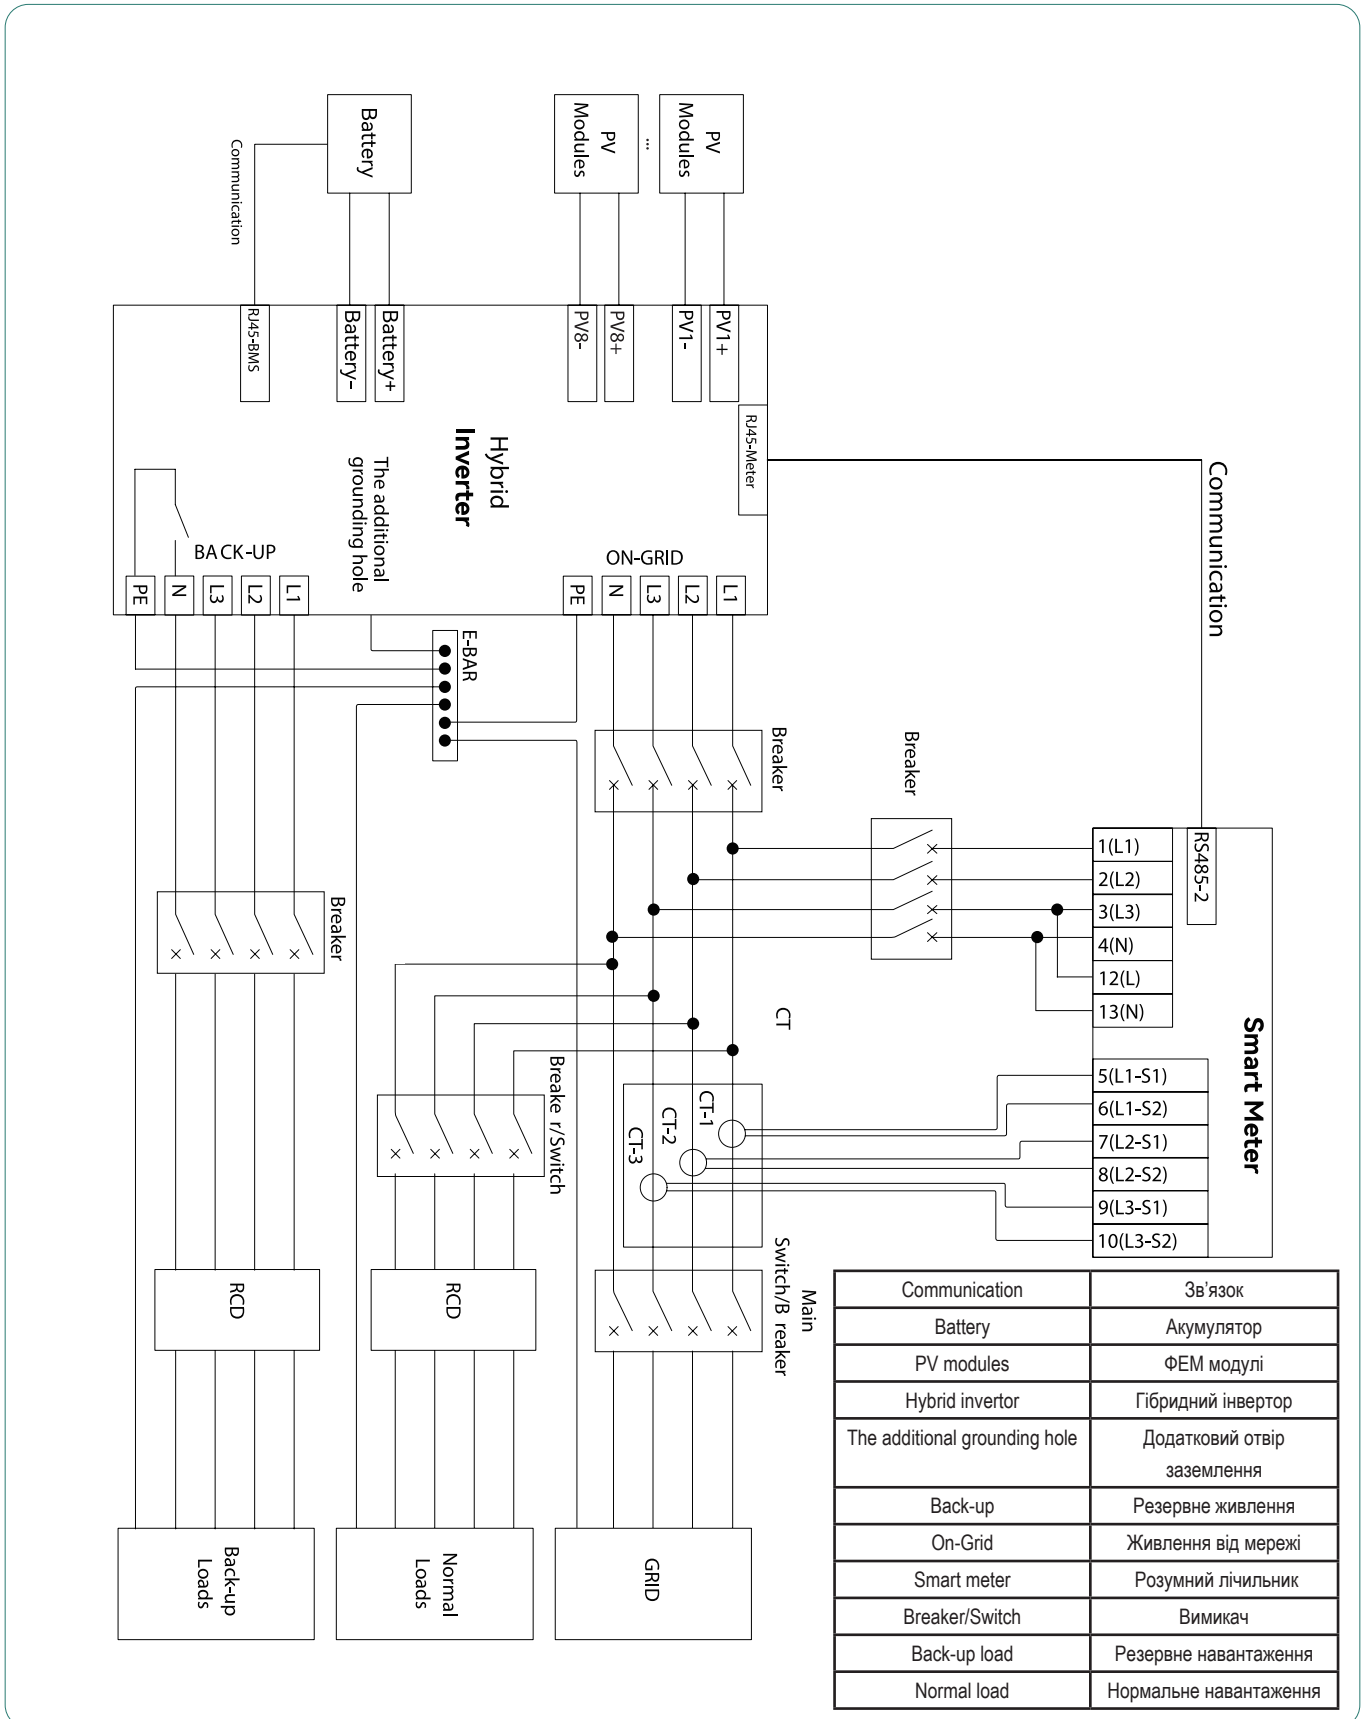 Battery
PV
Modules
...
PV
Modules
Communication
RJ45-BMS
Battery-
Battery+
PV8-
PV8+
PV1-
PV1+
RJ45-Meter
Communication
Hybrid
Inverter
The additional
grounding hole
BACK-UP
ON-GRID
PE
N
L3
L2
L1
PE
N
L3
L2
L1
E-BAR
Breaker
Breaker
RS485-2
1(L1)
2(L2)
3(L3)
4(N)
12(L)
13(N)
Smart Meter
5(L1-S1)
6(L1-S2)
7(L2-S1)
8(L2-S2)
9(L3-S1)
10(L3-S2)
Breaker
CT
Breake r/Switch
CT-1
CT-2
CT-3
Main
Switch/B reaker
RCD
RCD
Back-up
Loads
Normal
Loads
GRID
Communication Зв’язок
Battery Акумулятор
PV modules ФЕМ модулі
Hybrid invertor Гібридний інвертор
The additional grounding hole Додатковий отвір
заземлення
Back-up Резервне живлення
On-Grid Живлення від мережі
Smart meter Розумний лічильник
Breaker/Switch Вимикач
Back-up load Резервне навантаження
Normal load Нормальне навантаження